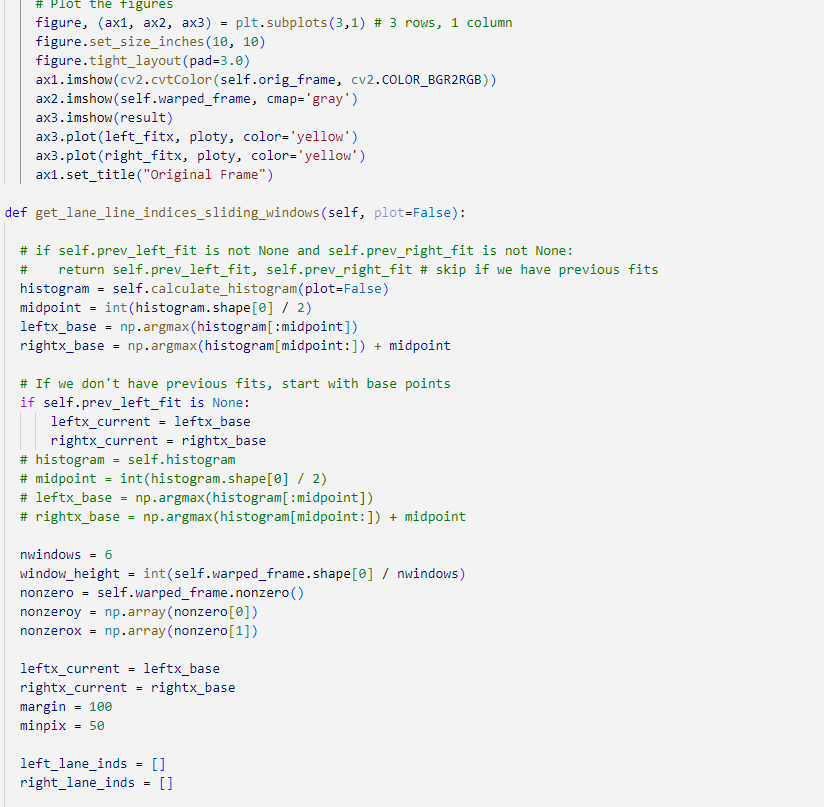 # Plot the figures
figure, (ax1, ax2, ax3) = plt.subplots(3,1) # 3 rows, 1 column
figure.set_size_inches(10, 10)
figure.tight_layout(pad=3.0)
ax1.imshow(cv2.cvtColor(self.orig_frame, cv2.COLOR_BGR2RGB))
ax2.imshow(self.warped_frame, cmap='gray')
ax3.imshow(result)
ax3.plot(left_fitx, ploty, color='yellow')
ax3.plot(right_fitx, ploty, color='yellow')
ax1.set_title("Original Frame")
def get_lane_line_indices_sliding_windows(self, plot=False):
# if self.prev_left_fit is not None and self.prev_right_fit is not None:
#    return self.prev_left_fit, self.prev_right_fit # skip if we have previous fits
histogram = self.calculate_histogram(plot=False)
midpoint = int(histogram.shape[0] / 2)
leftx_base = np.argmax(histogram[:midpoint])
rightx_base = np.argmax(histogram[midpoint:]) + midpoint
# If we don't have previous fits, start with base points
if self.prev_left_fit is None:
leftx_current = leftx_base
rightx_current = rightx_base
# histogram = self.histogram
# midpoint = int(histogram.shape[0] / 2)
# leftx_base = np.argmax(histogram[:midpoint])
# rightx_base = np.argmax(histogram[midpoint:]) + midpoint
nwindows = 6
window_height = int(self.warped_frame.shape[0] / nwindows)
nonzero = self.warped_frame.nonzero()
nonzeroy = np.array(nonzero[0])
nonzerox = np.array(nonzero[1])
leftx_current = leftx_base
rightx_current = rightx_base
margin = 100
minpix = 50
left_lane_inds = []
right_lane_inds = []